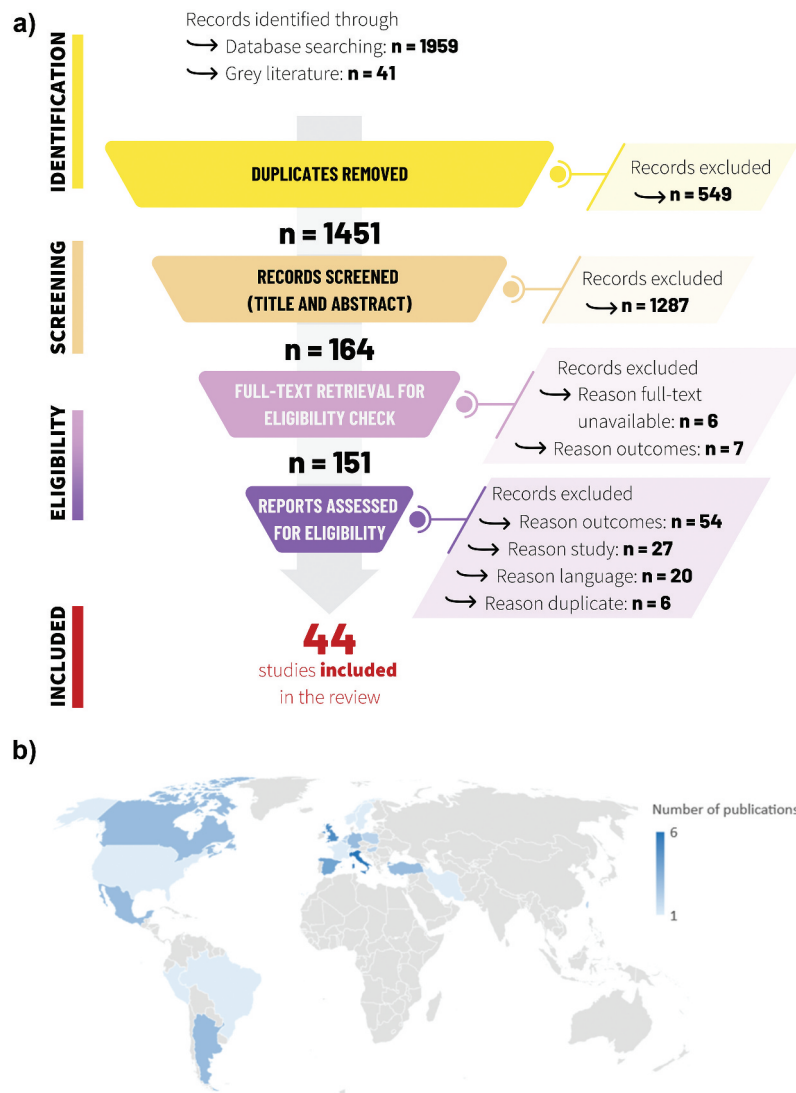 a)
IDENTIFICATION
Records identified through
Database searching: n = 1959
Grey literature: n = 41
DUPLICATES REMOVED
Records excluded
n = 549
n = 1451
SCREENING
RECORDS SCREENED
(TITLE AND ABSTRACT)
Records excluded
n = 1287
n = 164
ELIGIBILITY
FULL-TEXT RETRIEVAL FOR
ELIGIBILITY CHECK
Records excluded
Reason full-text
unavailable: n = 6
Reason outcomes: n = 7
n = 151
REPORTS ASSESSED
FOR ELIGIBILITY
Records excluded
Reason outcomes: n = 54
Reason study: n = 27
Reason language: n = 20
Reason duplicate: n = 6
INCLUDED
44
studies included
in the review
b)
Number of publications
6
1